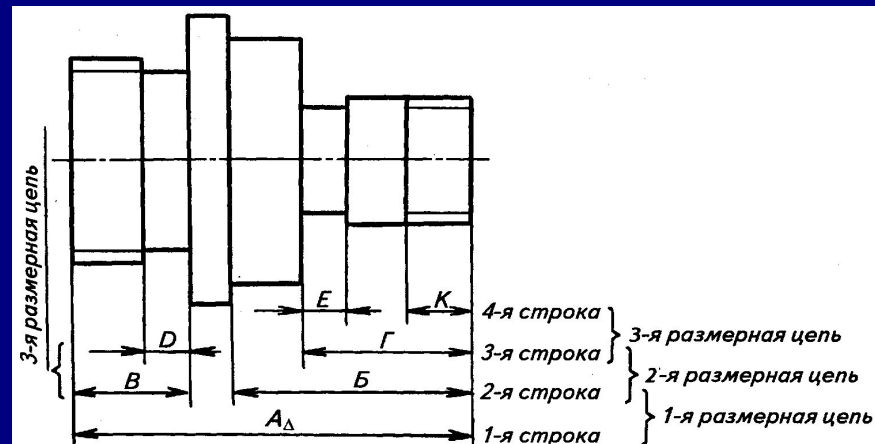 3-я размерная цепь
E
K
4-я строка
3-я размерная цепь
D
Г
3-я строка
2-я размерная цепь
В
Б
2-я строка
1-я размерная цепь
АΔ
1-я строка